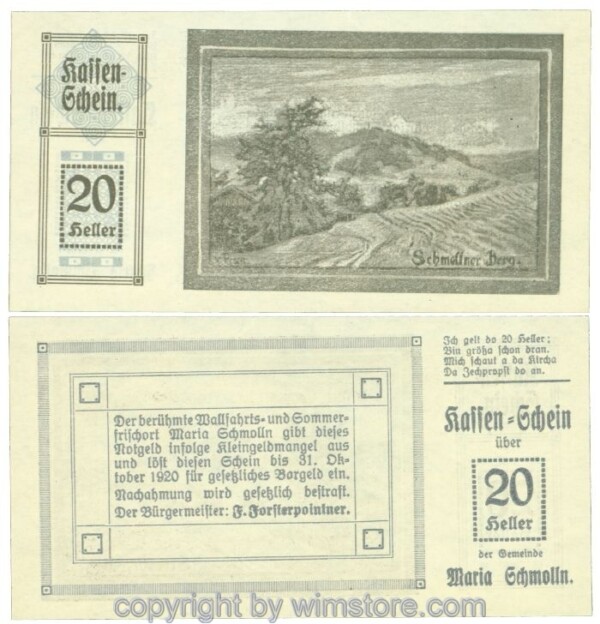 Kassen-
Schein.
20
Heller
Schmollner Berg.
Ich gelt do 20 Heller;
Bin größa schon dran.
Mich schaut a da Kircha
Da Zechpropst do an.
Der berühmte Wallfahrts- und Sommer-
frischort Maria Schmolln gibt dieses
Notgeld infolge Kleingeldmangel aus
und löst diesen Schein bis 31. Ok-
tober 1920 für gesetzliches Bargeld ein.
Nachahmung wird gesetzlich bestraft.
Der Bürgermeister: F. Forsterpointner.
Kassen-Schein
über
20
Heller
der Gemeinde
Maria Schmolln.
copyright by wimstore.com